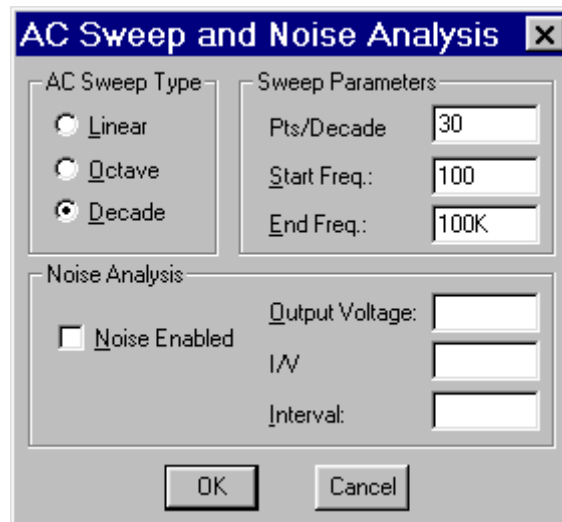 AC Sweep and Noise Analysis
AC Sweep Type
Linear
Octave
Decade
Sweep Parameters
Pts/Decade 30
Start Freq.: 100
End Freq.: 100K
Noise Analysis
Noise Enabled
Output Voltage:
I/V
Interval:
OK Cancel